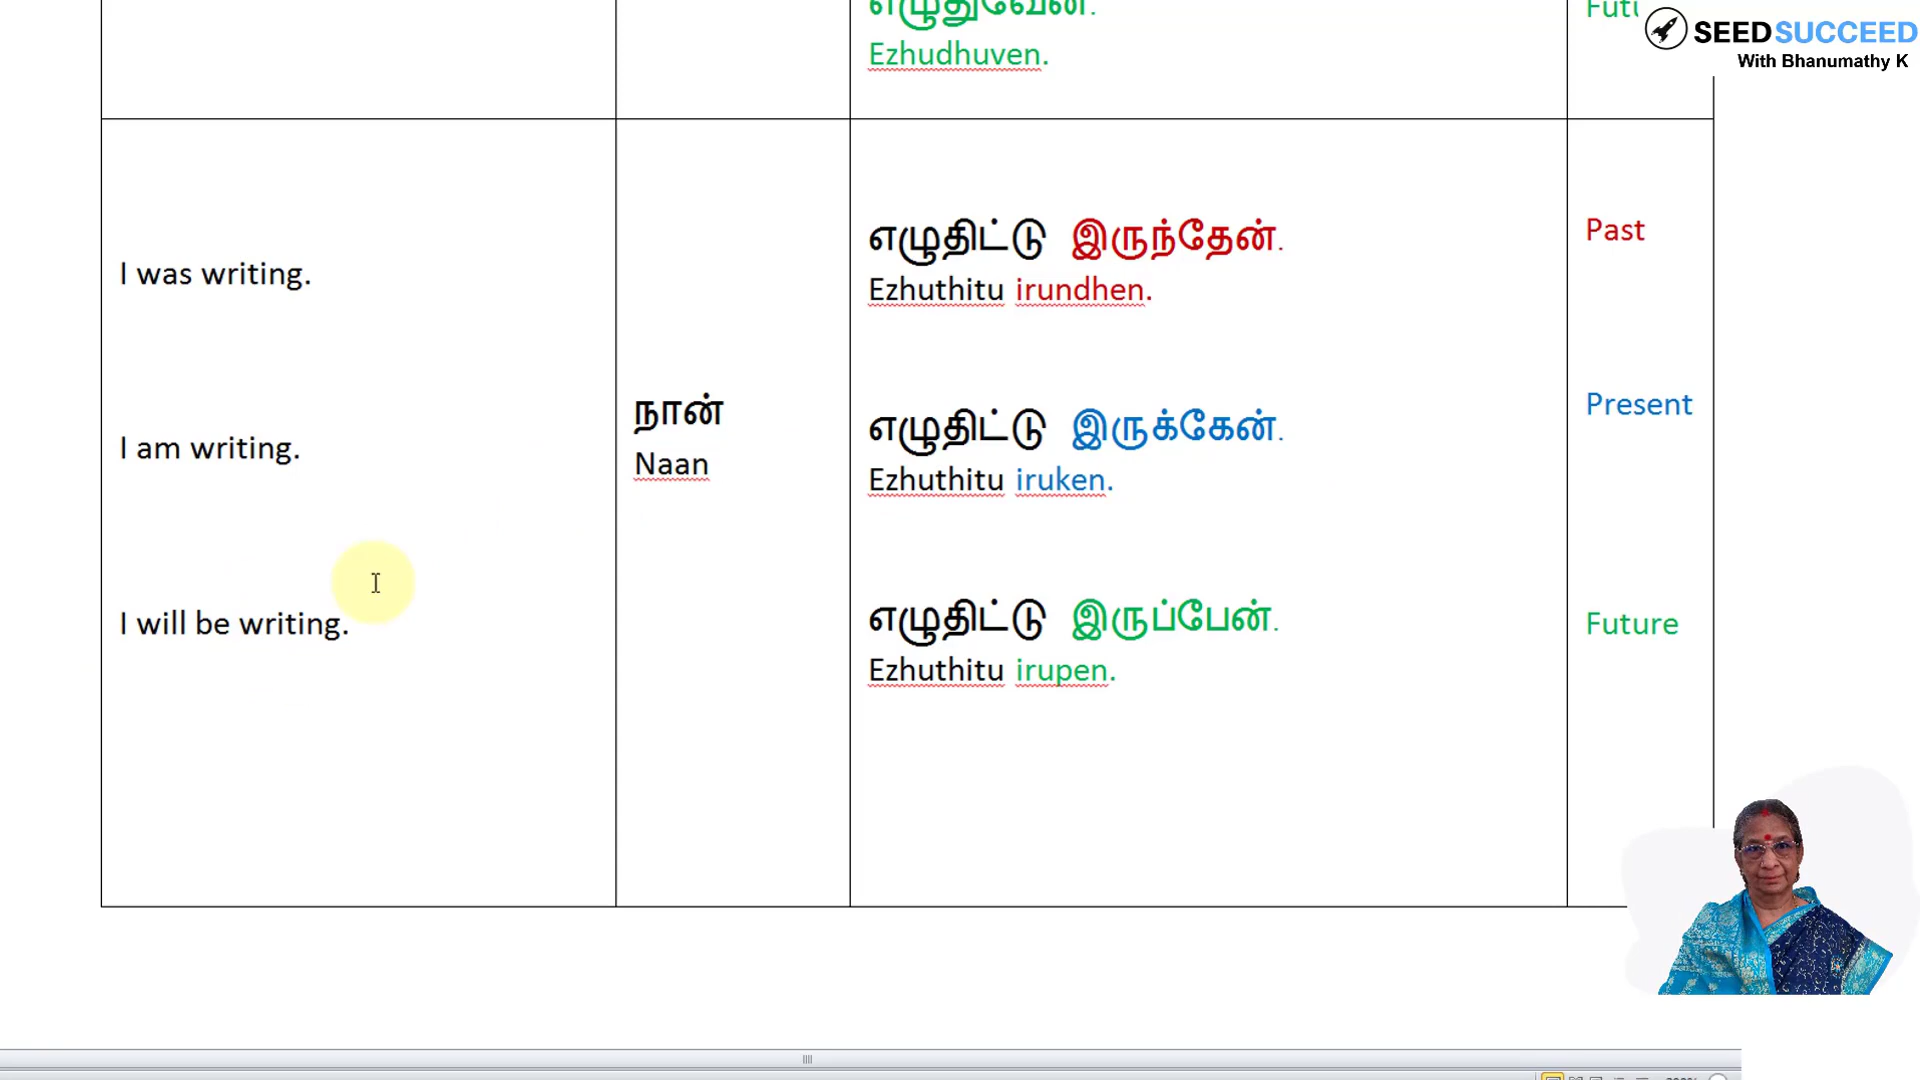 எழுதுவேன்.
Ezhudhuven.
SEEDSUCCEED
With Bhanumathy K
I was writing.
I am writing.
I will be writing.
நான்
Naan
எழுதிட்டு இருந்தேன்.
Ezhuthitu irundhen.
எழுதிட்டு இருக்கேன்.
Ezhuthitu iruken.
எழுதிட்டு இருப்பேன்.
Ezhuthitu irupen.
Past
Present
Future